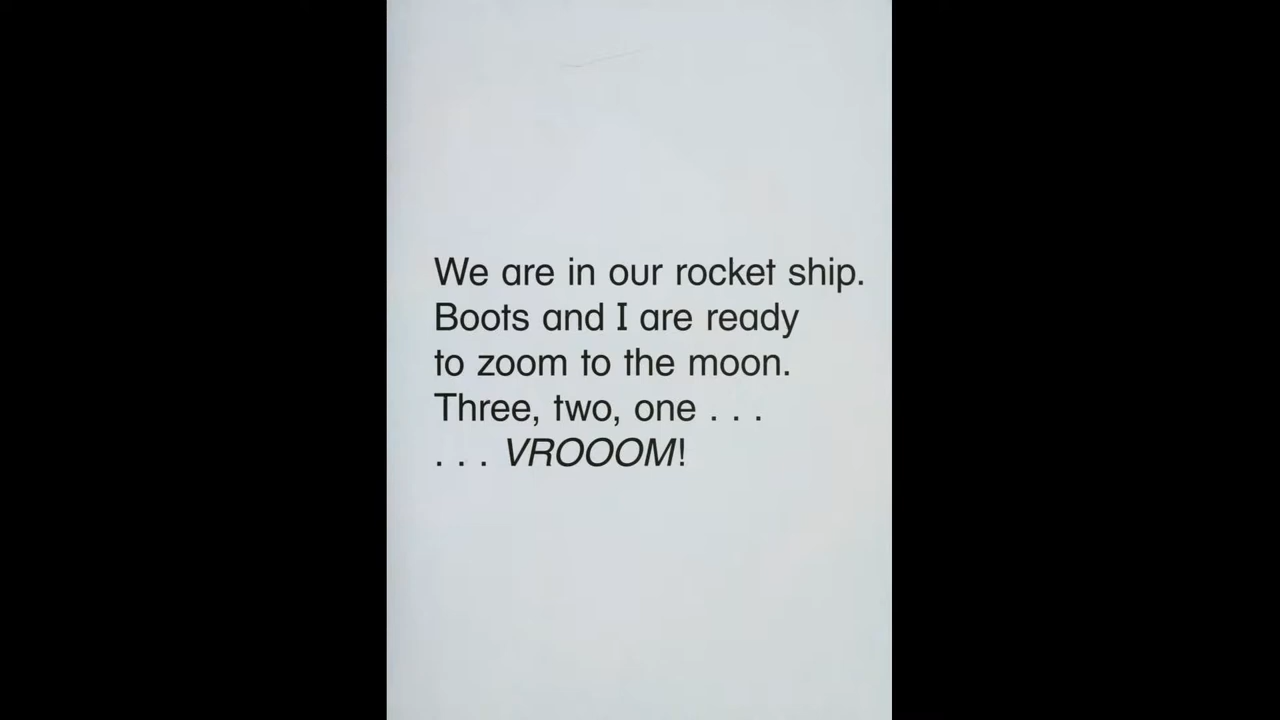 We are in our rocket ship.
Boots and I are ready
to zoom to the moon.
Three, two, one . . .
. . . VROOOM!